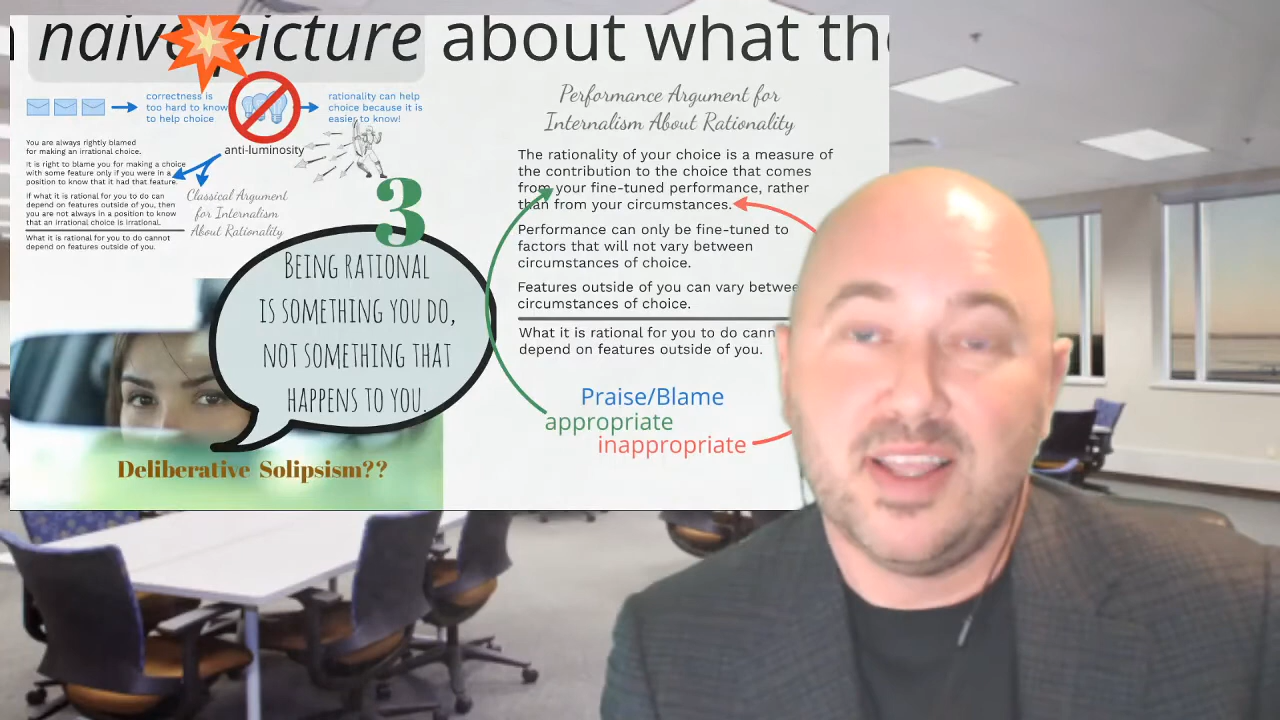 naive picture about what the
correctness is
too hard to know
to help choice
rationality can help
choice because it is
easier to know!
anti-luminosity
You are always rightly blamed
for making an irrational choice.
It is right to blame you for making a choice
with some feature only if you were in a
position to know that it had that feature.
If what it is rational for you to do can
depend on features outside of you, then
you are not always in a position to know
that an irrational choice is irrational.
What it is rational for you to do cannot
depend on features outside of you.
Classical Argument
for Internalism
About Rationality
3
Being rational
is something you do,
not something that
happens to you.
Deliberative Solipsism??
Performance Argument for
Internalism About Rationality
The rationality of your choice is a measure of
the contribution to the choice that comes
from your fine-tuned performance, rather
than from your circumstances.
Performance can only be fine-tuned to
factors that will not vary between
circumstances of choice.
Features outside of you can vary betwee
circumstances of choice.
What it is rational for you to do cann
depend on features outside of you.
Praise/Blame
appropriate
inappropriate